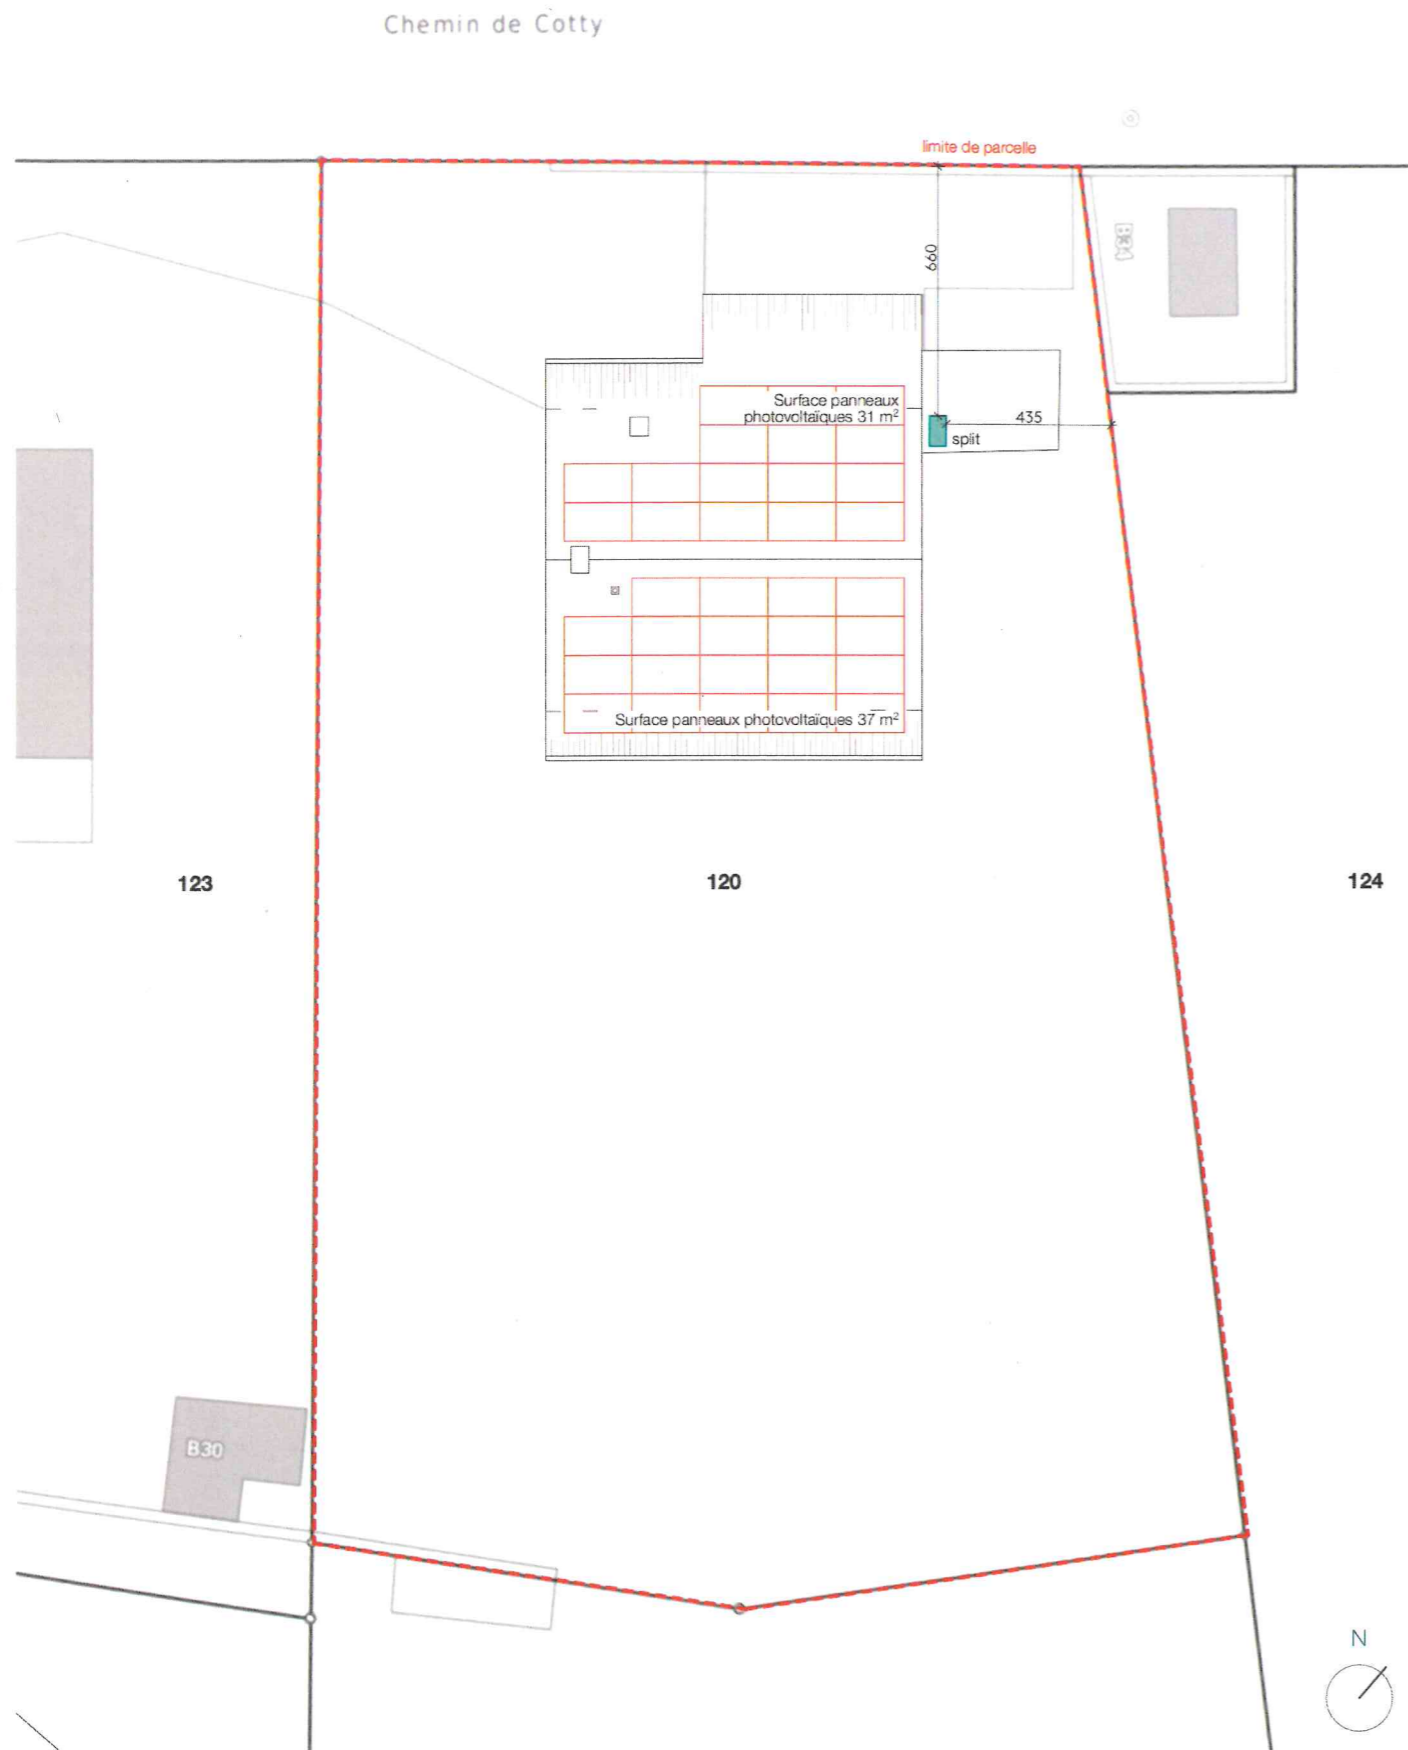 Chemin de Cotty
limite de parcelle
660
Surface panneaux
photovoltaïques 31 m²
435
split
Surface panneaux photovoltaïques 37 m²
123
120
124
B30
N